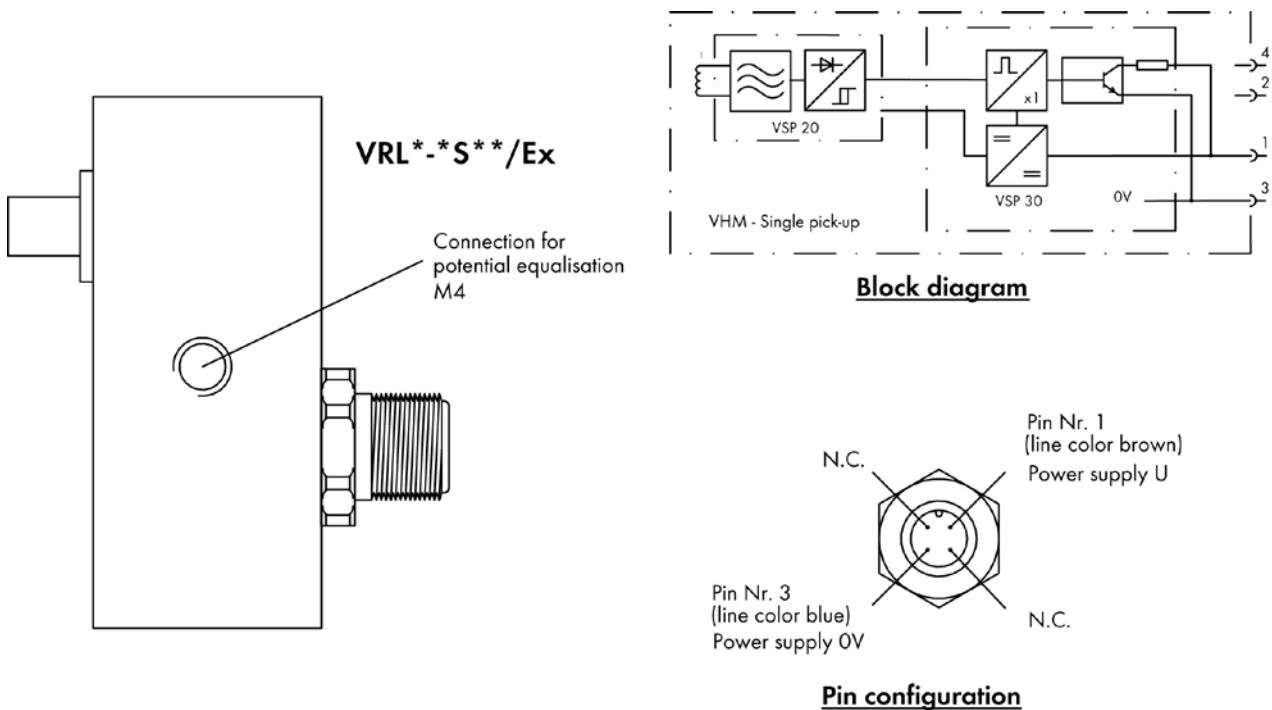 VRL*-*S**/Ex
Connection for
potential equalisation
M4
1
VSP 20
x1
VSP 30
0V
4
2
1
3
VHM - Single pick-up
Block diagram
N.C.
Pin Nr. 1
(line color brown)
Power supply U
Pin Nr. 3
(line color blue)
Power supply 0V
N.C.
Pin configuration